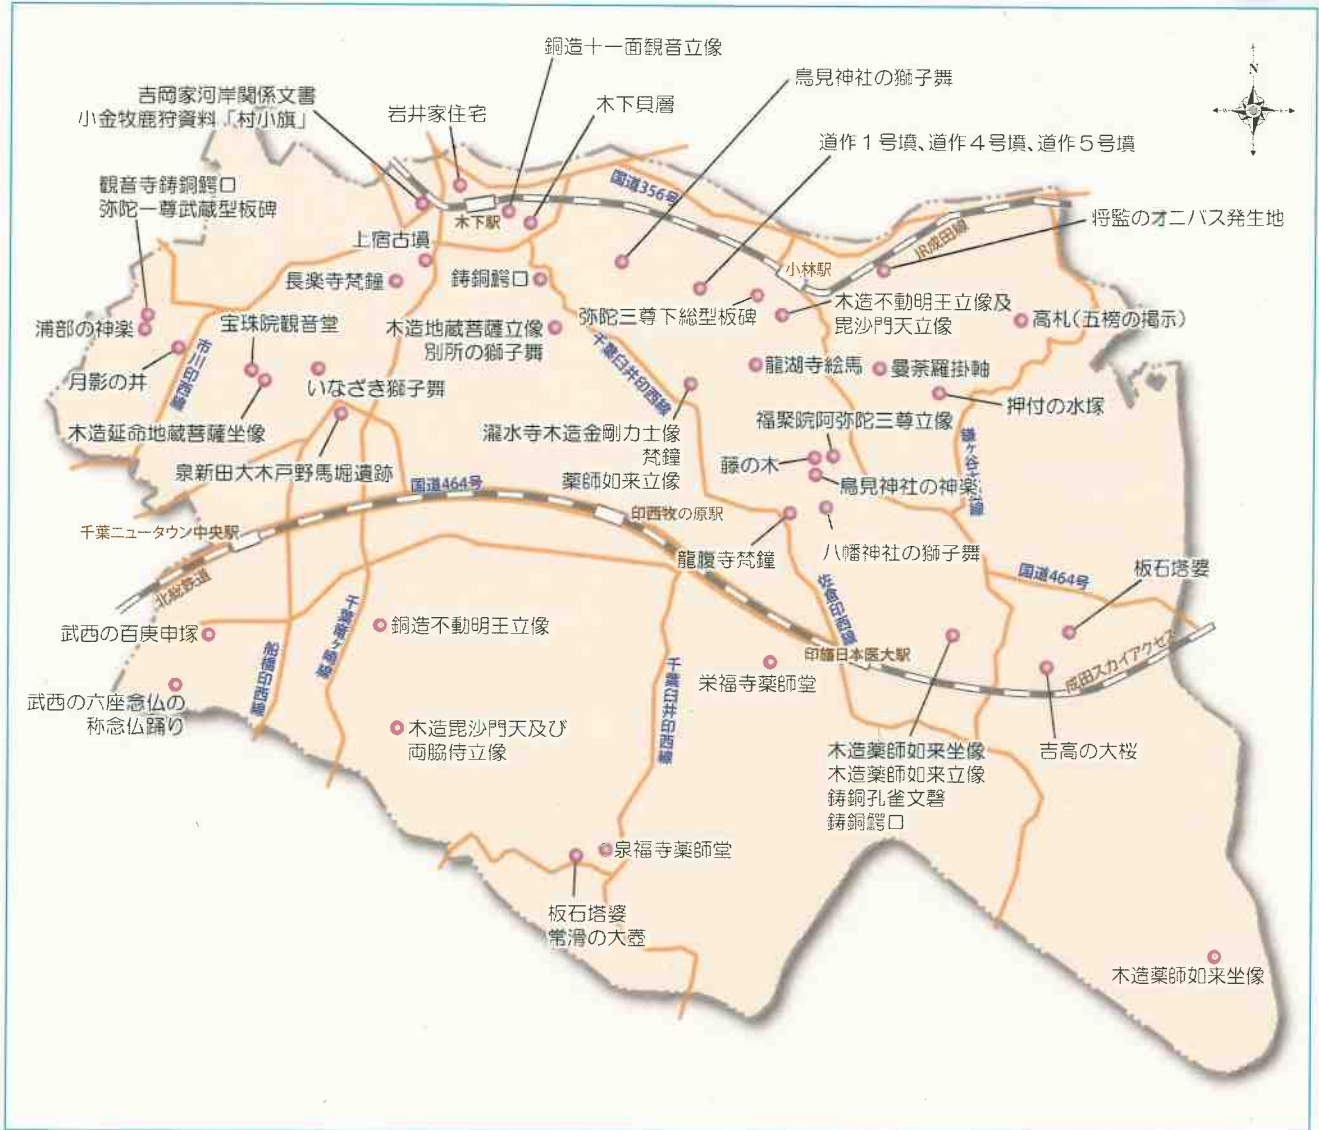 銅造十一面観音立像
鳥見神社の獅子舞
N
吉岡家河岸関係文書
小金牧鹿狩資料「村小旗」
岩井家住宅
木下貝層
道作1号墳、道作4号墳、道作5号墳
観音寺鋳銅鰐口
弥陀一尊武蔵型板碑
国道356号
木下駅
将監のオニバス発生地
JR成田線
上宿古墳
小林駅
長楽寺梵鐘
鋳銅鰐口
弥陀三尊下総型板碑
木造不動明王立像及
毘沙門天立像
高札(五榜の掲示)
浦部の神楽
宝珠院観音堂
木造地蔵菩薩立像
別所の獅子舞
千葉臼井印西線
市川印西線
月影の井
いなざき獅子舞
龍湖寺絵馬
曼荼羅掛軸
押付の水塚
木造延命地蔵菩薩坐像
瀧水寺木造金剛力士像
梵鐘
薬師如来立像
福聚院阿弥陀三尊立像
藤の木
鳥見神社の神楽
泉新田大木戸野馬堀遺跡
国道464号
印西牧の原駅
千葉ニュータウン中央駅
龍腹寺梵鐘
八幡神社の獅子舞
北総鉄道
佐倉印西線
国道464号
板石塔婆
武西の百庚申塚
千葉竜ヶ崎線
銅造不動明王立像
船橋印西線
印旛日本医大駅
成田スカイアクセス
栄福寺薬師堂
千葉臼井印西線
武西の六座念仏の
称念仏踊り
木造毘沙門天及び
両脇侍立像
木造薬師如来坐像
木造薬師如来立像
鋳銅孔雀文磬
鋳銅鰐口
吉高の大桜
泉福寺薬師堂
板石塔婆
常滑の大壺
木造薬師如来坐像